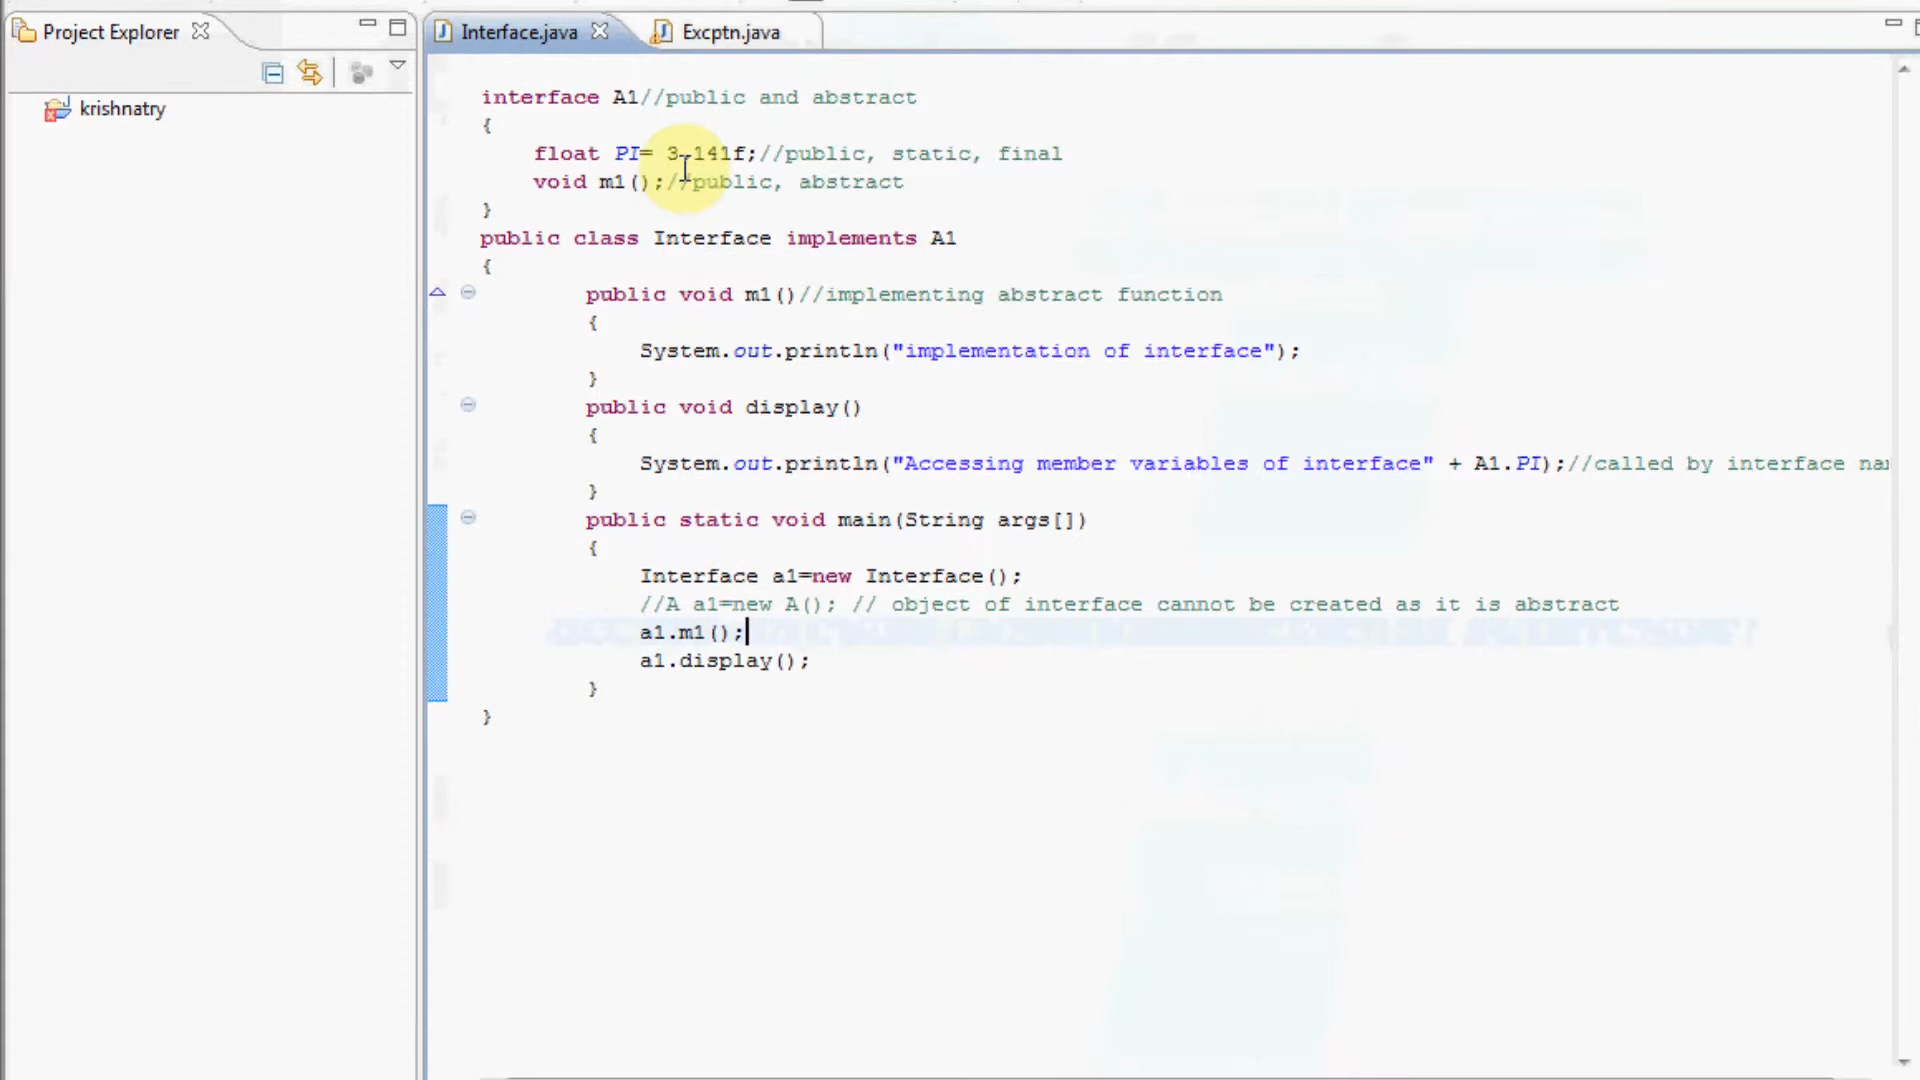 Project Explorer
krishnatry
Interface.java
Excptn.java
interface A1//public and abstract
{
float PI= 3.141f;//public, static, final
void m1();//public, abstract
}
public class Interface implements A1
{
public void m1()//implementing abstract function
{
System.out.println("implementation of interface");
}
public void display()
{
System.out.println("Accessing member variables of interface" + A1.PI);//called by interface
}
public static void main(String args[])
{
Interface a1=new Interface();
//A a1=new A(); // object of interface cannot be created as it is abstract
a1.m1();
a1.display();
}
}